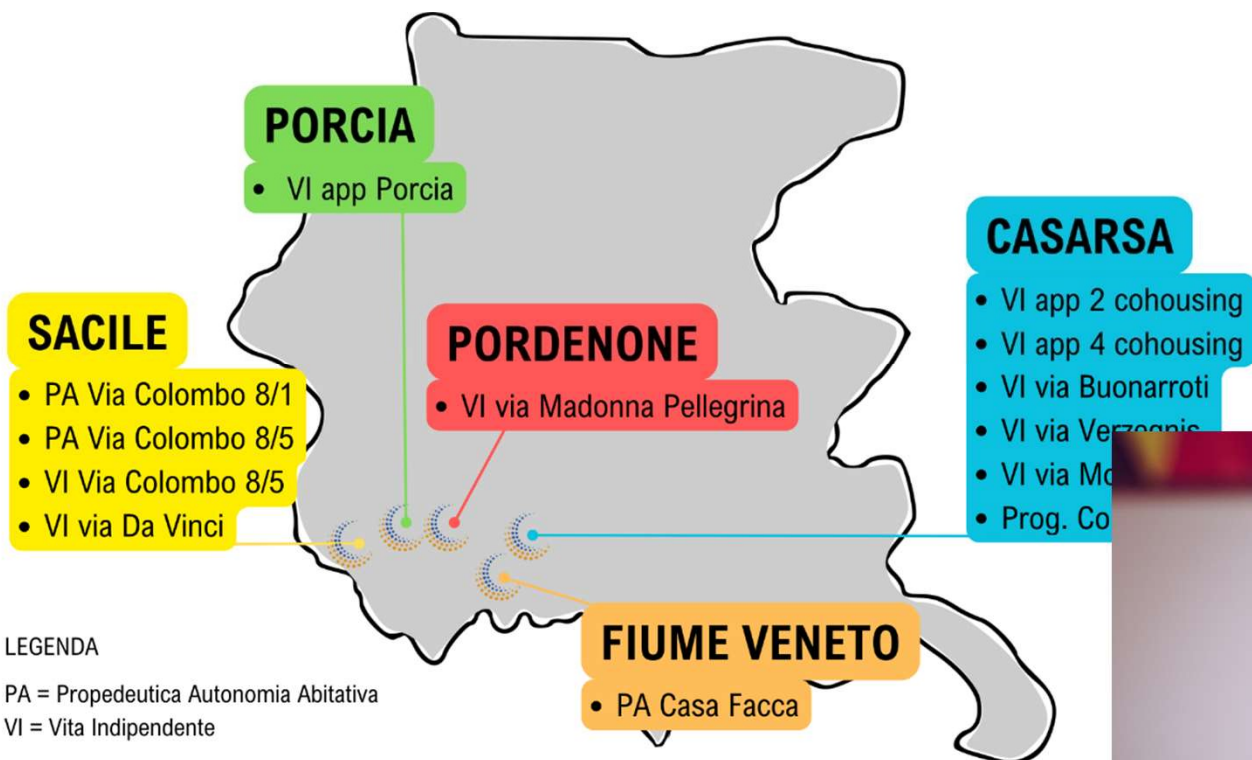 PORCIA
• VI app Porcia
CASARSA
• VI app 2 cohousing
• VI app 4 cohousing
• VI via Buonarroti
• VI via Verzegnis
• VI via
• Prog.
SACILE
• PA Via Colombo 8/1
• PA Via Colombo 8/5
• VI Via Colombo 8/5
• VI via Da Vinci
PORDENONE
• VI via Madonna Pellegrina
FIUME VENETO
• PA Casa Facca
LEGENDA
PA = Propedeutica Autonomia Abitativa
VI = Vita Indipendente